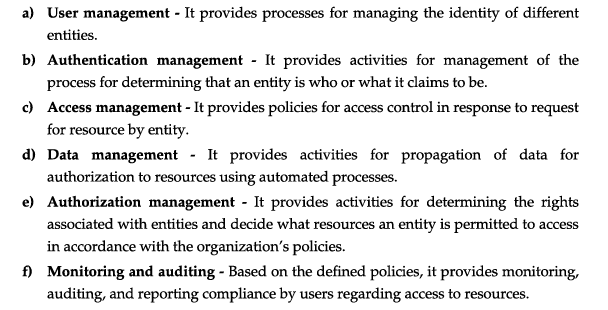 a) User management - It provides processes for managing the identity of different
entities.
b) Authentication management - It provides activities for management of the
process for determining that an entity is who or what it claims to be.
c) Access management - It provides policies for access control in response to request
for resource by entity.
d) Data management - It provides activities for propagation of data for
authorization to resources using automated processes.
e) Authorization management - It provides activities for determining the rights
associated with entities and decide what resources an entity is permitted to access
in accordance with the organization's policies.
f) Monitoring and auditing - Based on the defined policies, it provides monitoring,
auditing, and reporting compliance by users regarding access to resources.